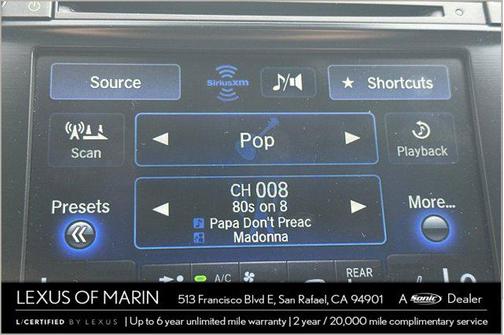 Source
SiriusXM
★ Shortcuts
Scan
Pop
Playback
CH 008
Presets
80s on 8
More...
Papa Don't Preac
Madonna
A/C
REAR
LEXUS OF MARIN
513 Francisco Blvd E, San Rafael, CA 94901
A Sonic Dealer
L/CERTIFIED BY LEXUS | Up to 6 year unlimited mile warranty | 2 year / 20,000 mile complimentary service